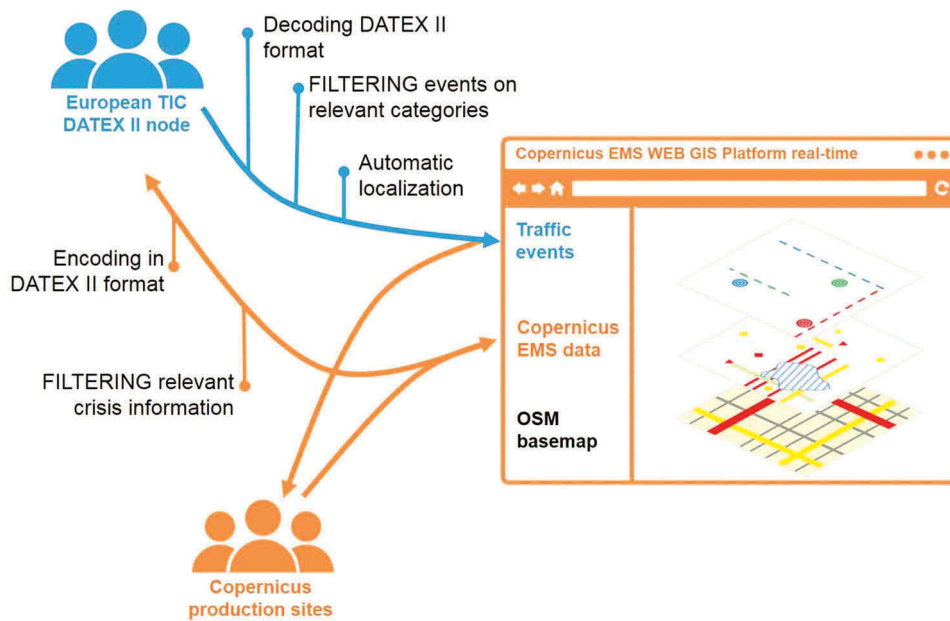 Decoding DATEX II
format
FILTERING events on
relevant categories
European TIC
DATEX II node
Automatic
localization
Copernicus EMS WEB GIS Platform real-time
Traffic
events
Encoding in
DATEX II format
Copernicus
EMS data
FILTERING relevant
crisis information
OSM
basemap
Copernicus
production sites